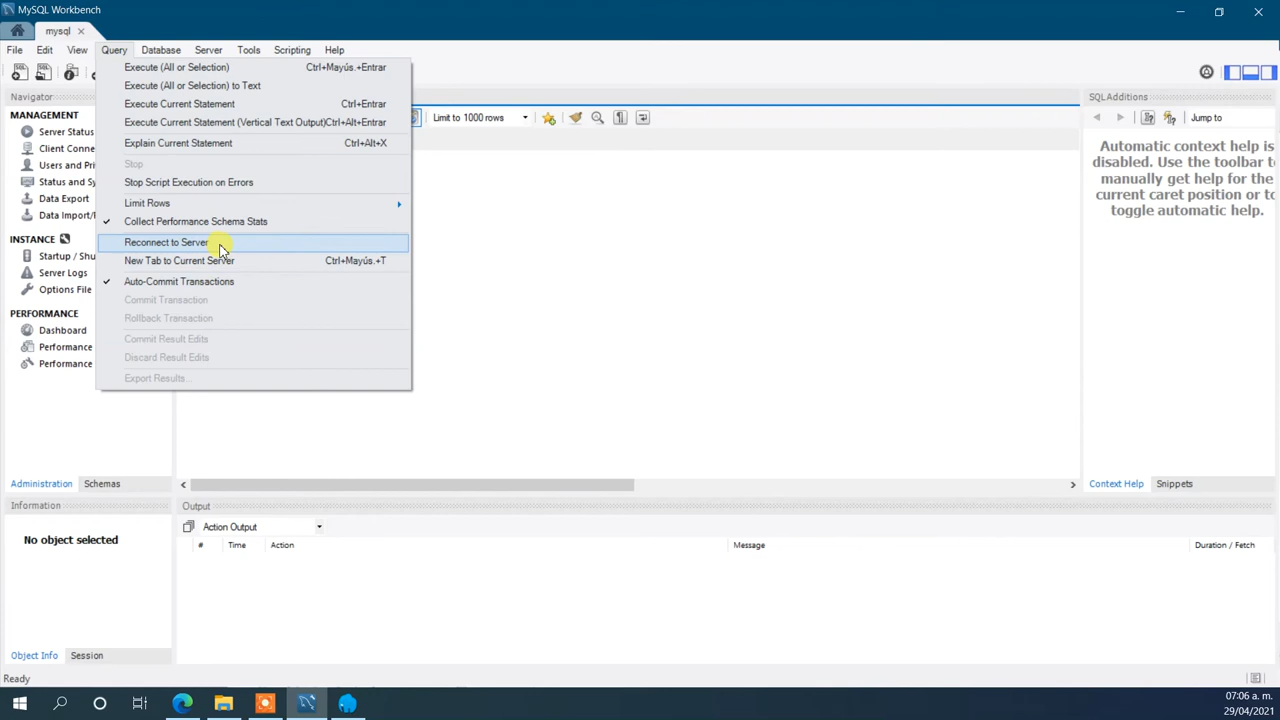 MySQL Workbench
mysql
File Edit View Query Database Server Tools Scripting Help
Execute (All or Selection) Ctrl+Mayús.+Entrar
Execute (All or Selection) to Text
Execute Current Statement Ctrl+Entrar
Execute Current Statement (Vertical Text Output) Ctrl+Alt+Entrar
Explain Current Statement Ctrl+Alt+X
Stop
Stop Script Execution on Errors
Limit Rows
Collect Performance Schema Stats
Reconnect to Server
New Tab to Current Server Ctrl+Mayús.+T
Auto-Commit Transactions
Commit Transaction
Rollback Transaction
Commit Result Edits
Discard Result Edits
Export Results...
Navigator
MANAGEMENT
Server Status
Client Conne
Users and Pri
Status and Sy
Data Export
Data Import/R
INSTANCE
Startup / Shu
Server Logs
Options File
PERFORMANCE
Dashboard
Performance
Performance
Administration Schemas
Limit to 1000 rows
SQLAdditions
Jump to
Automatic context help is
disabled. Use the toolbar to
manually get help for the
current caret position or to
toggle automatic help.
Context Help Snippets
Information
No object selected
Object Info Session
Output
Action Output
# Time Action Message Duration / Fetch
Ready
07:06 a. m.
29/04/2021